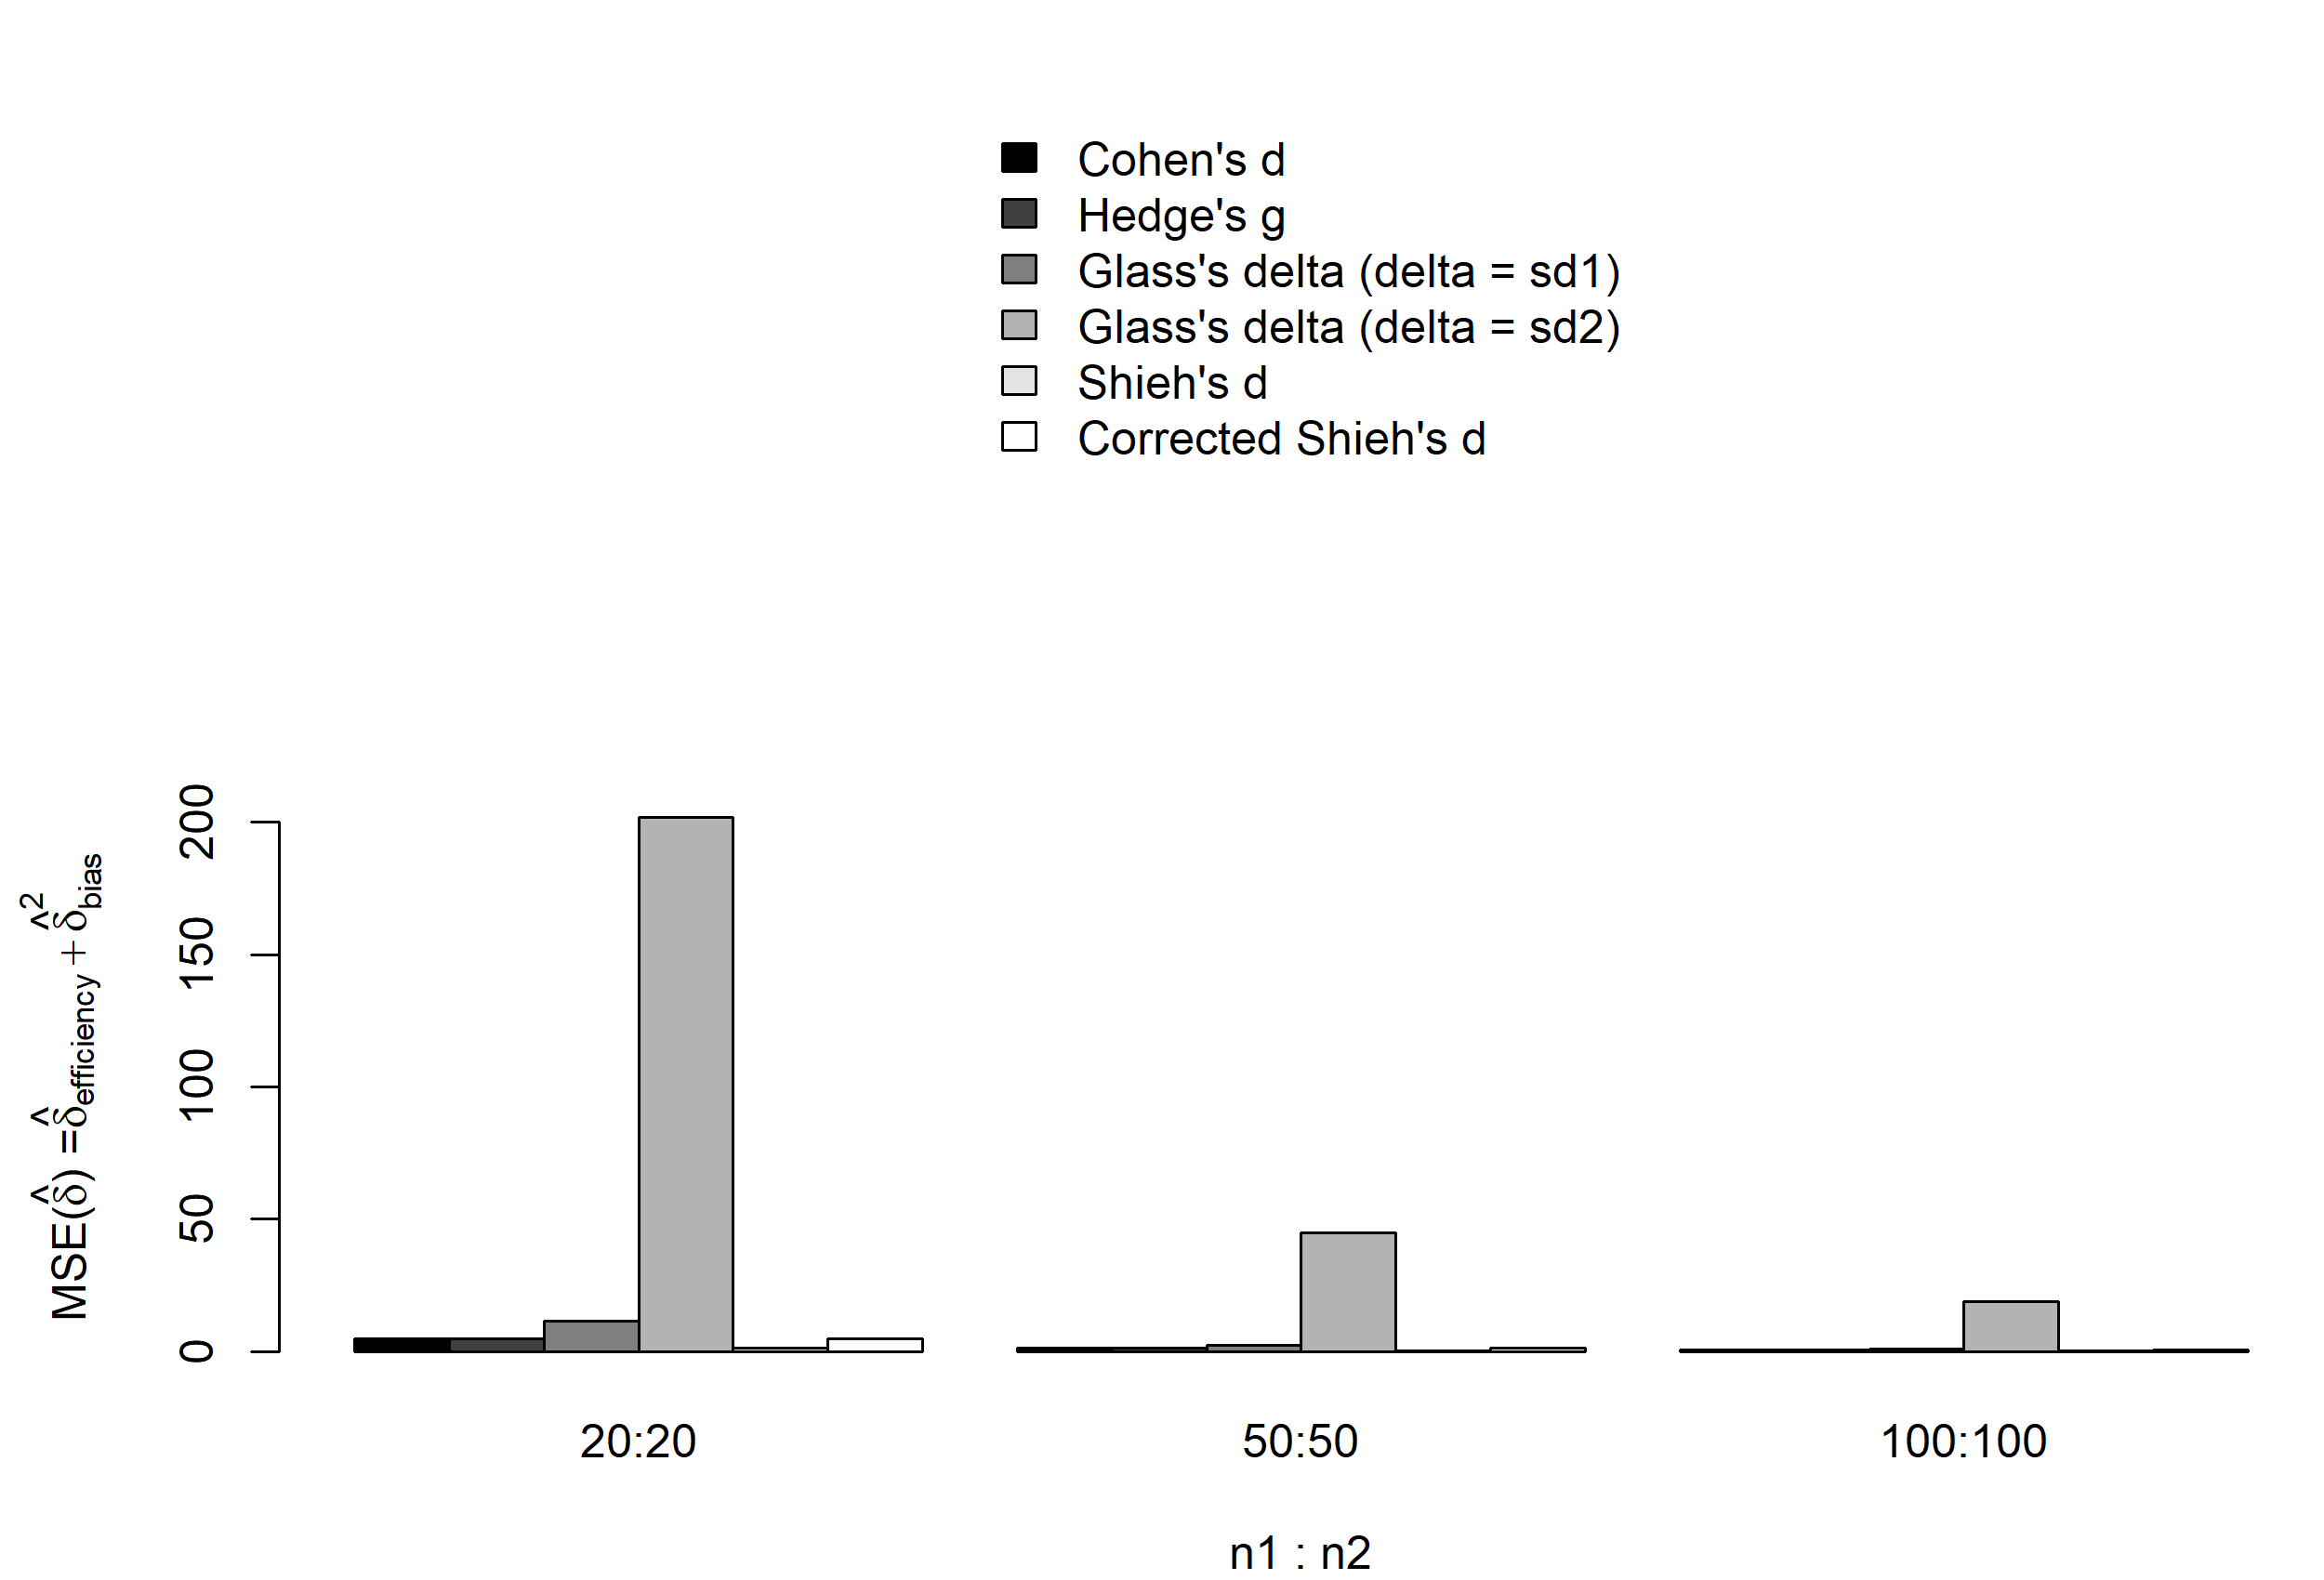 Cohen's d
Hedge's g
Glass's delta (delta = sd1)
Glass's delta (delta = sd2)
Shieh's d
Corrected Shieh's d
MSE(δ̂) = δ̂efficiency + δ̂²bias
200
150
100
50
0
20:20 50:50 100:100
n1 : n2